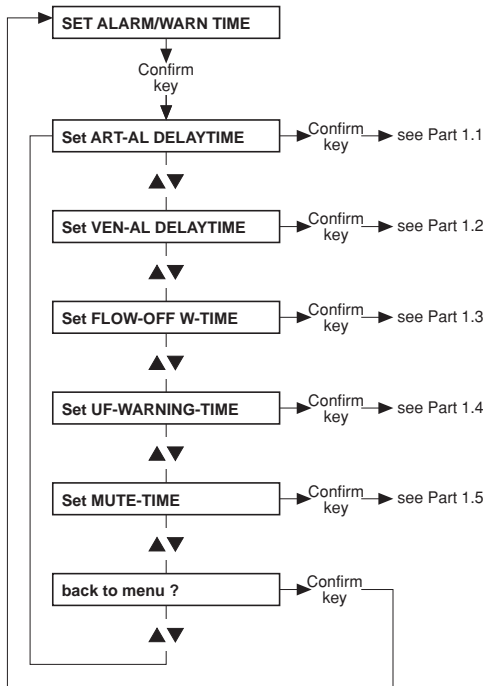 SET ALARM/WARN TIME
Confirm
key
Set ART-AL DELAYTIME
Confirm
key
see Part 1.1
▲▼
Set VEN-AL DELAYTIME
Confirm
key
see Part 1.2
▲▼
Set FLOW-OFF W-TIME
Confirm
key
see Part 1.3
▲▼
Set UF-WARNING-TIME
Confirm
key
see Part 1.4
▲▼
Set MUTE-TIME
Confirm
key
see Part 1.5
▲▼
back to menu ?
Confirm
key
▲▼